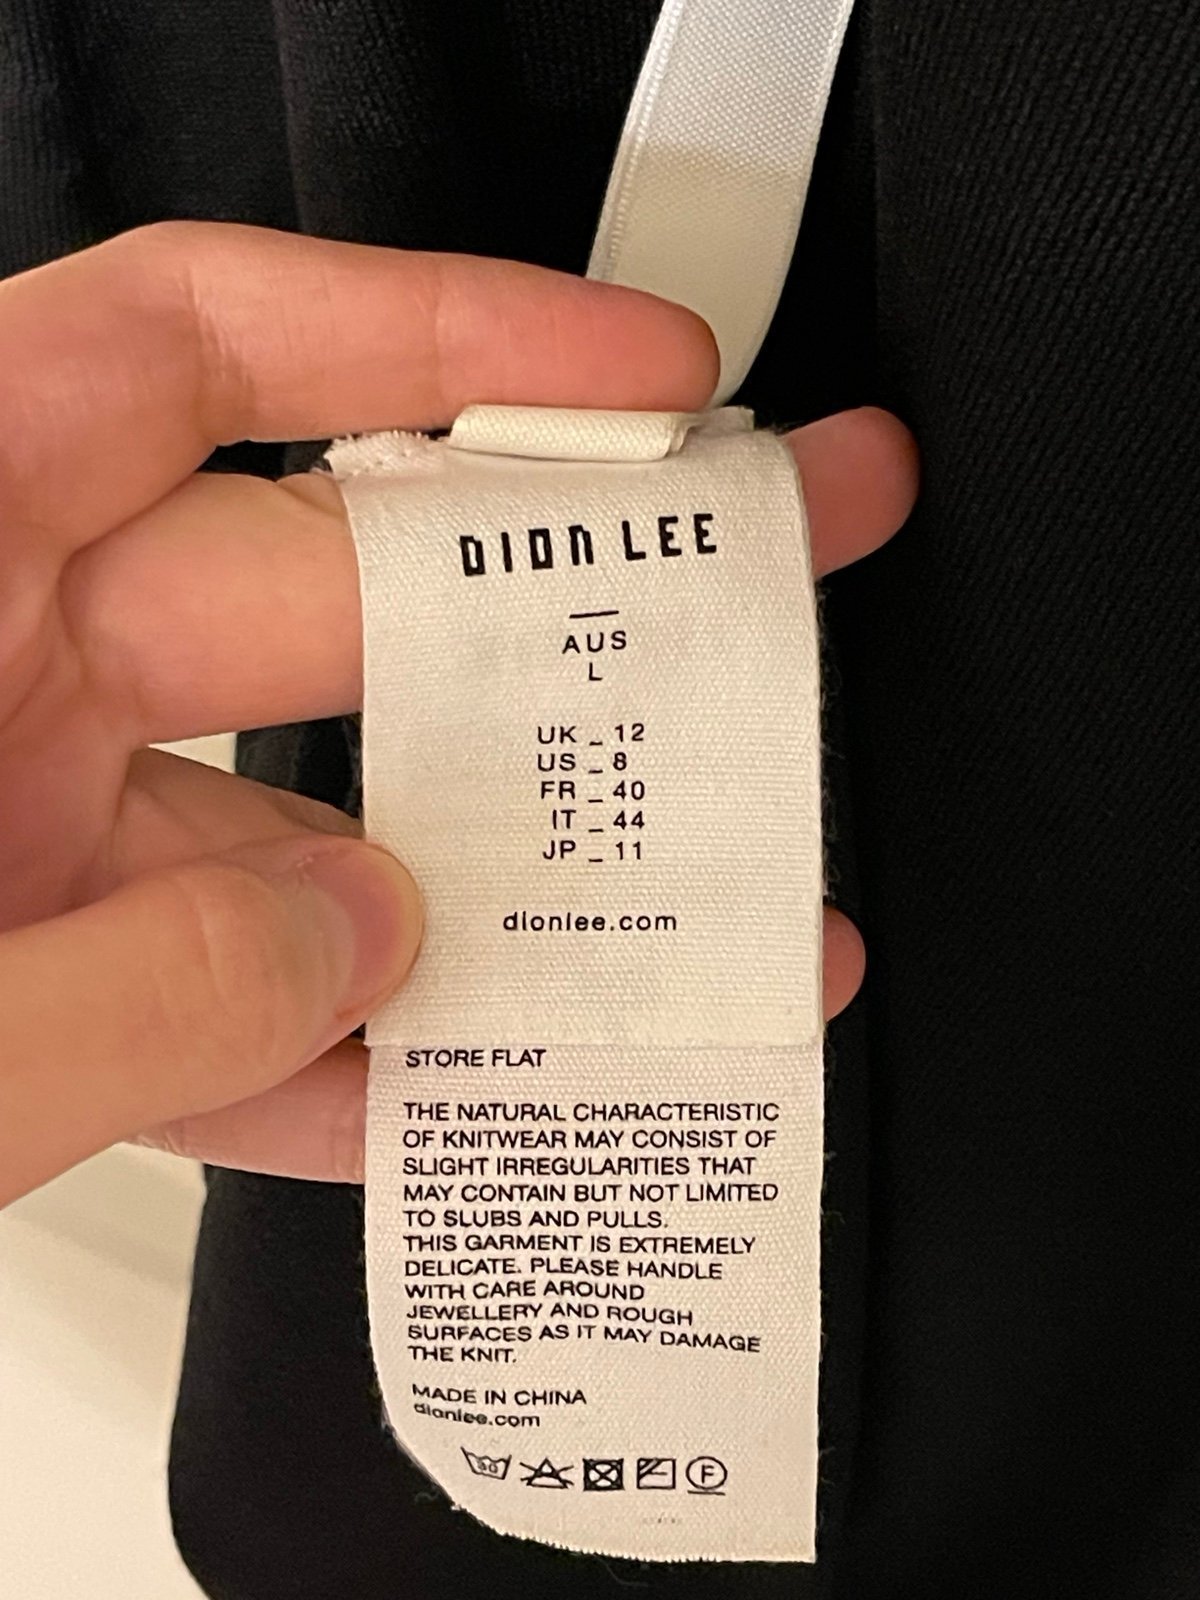 DION LEE
AUS
L
UK _ 12
US _ 8
FR _ 40
IT _ 44
JP _ 11
dionlee.com
STORE FLAT
THE NATURAL CHARACTERISTIC
OF KNITWEAR MAY CONSIST OF
SLIGHT IRREGULARITIES THAT
MAY CONTAIN BUT NOT LIMITED
TO SLUBS AND PULLS.
THIS GARMENT IS EXTREMELY
DELICATE. PLEASE HANDLE
WITH CARE AROUND
JEWELLERY AND ROUGH
SURFACES AS IT MAY DAMAGE
THE KNIT.
MADE IN CHINA
dionlee.com
30 F